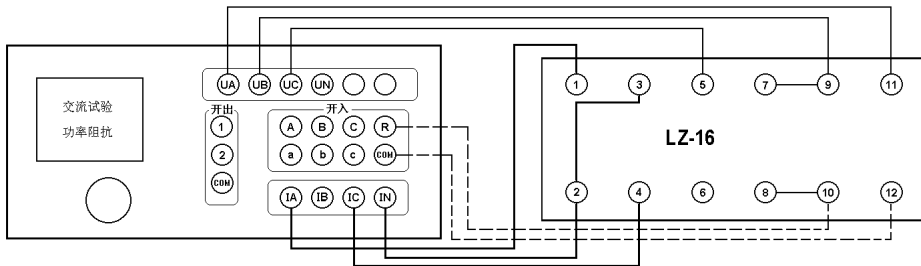 UA UB UC UN
交流试验
功率阻抗
开出
1
2
COM
开入
A B C R
a b c COM
IA IB IC IN
1 3 5 7 9 11
LZ-16
2 4 6 8 10 12